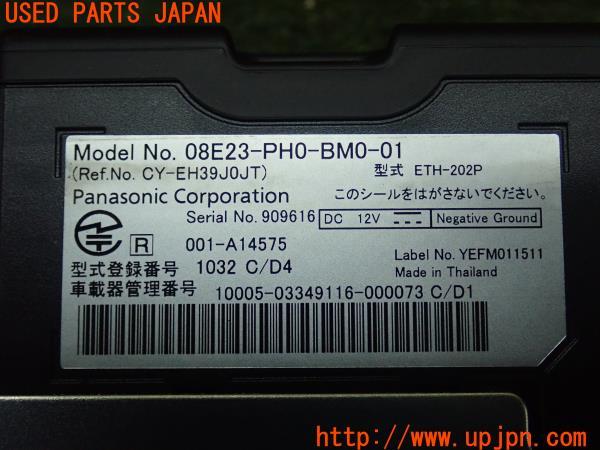 USED PARTS JAPAN
Model No. 08E23-PH0-BM0-01
(Ref.No. CY-EH39J0JT) 型式 ETH-202P
Panasonic Corporation このシールをはがさないでください。
Serial No. 909616 DC 12V Negative Ground
R 001-A14575
Label No. YEFM011511
型式登録番号 1032 C/D4 Made in Thailand
車載器管理番号 10005-03349116-000073 C/D1
http://www.upjpn.com